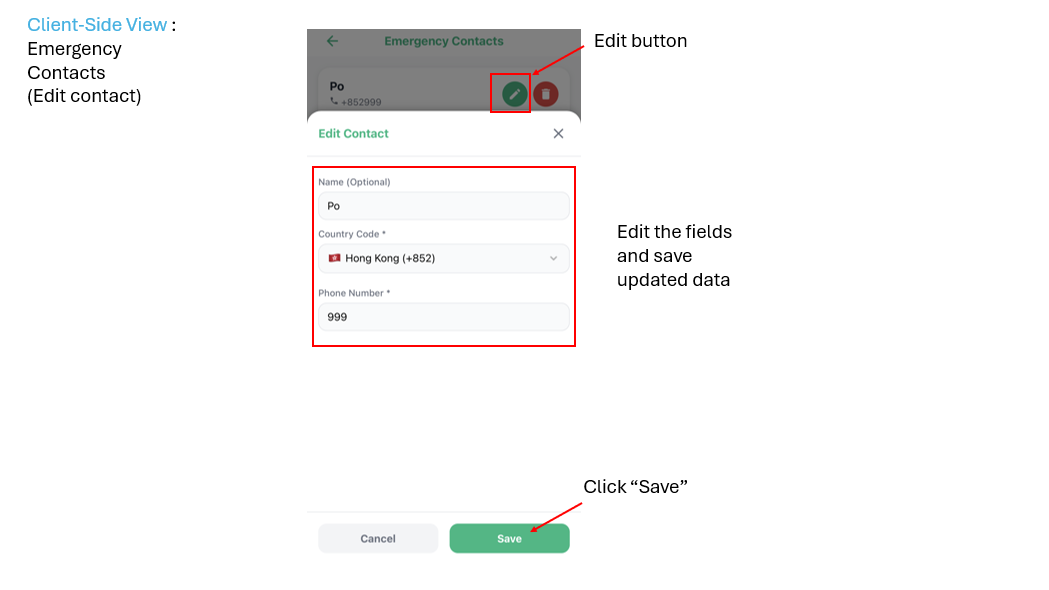 Client-Side View :
Emergency
Contacts
(Edit contact)
Emergency Contacts
Edit button
Po
+852999
Edit Contact
Name (Optional)
Po
Country Code *
Hong Kong (+852)
Edit the fields
and save
updated data
Phone Number *
999
Click “Save”
Cancel
Save